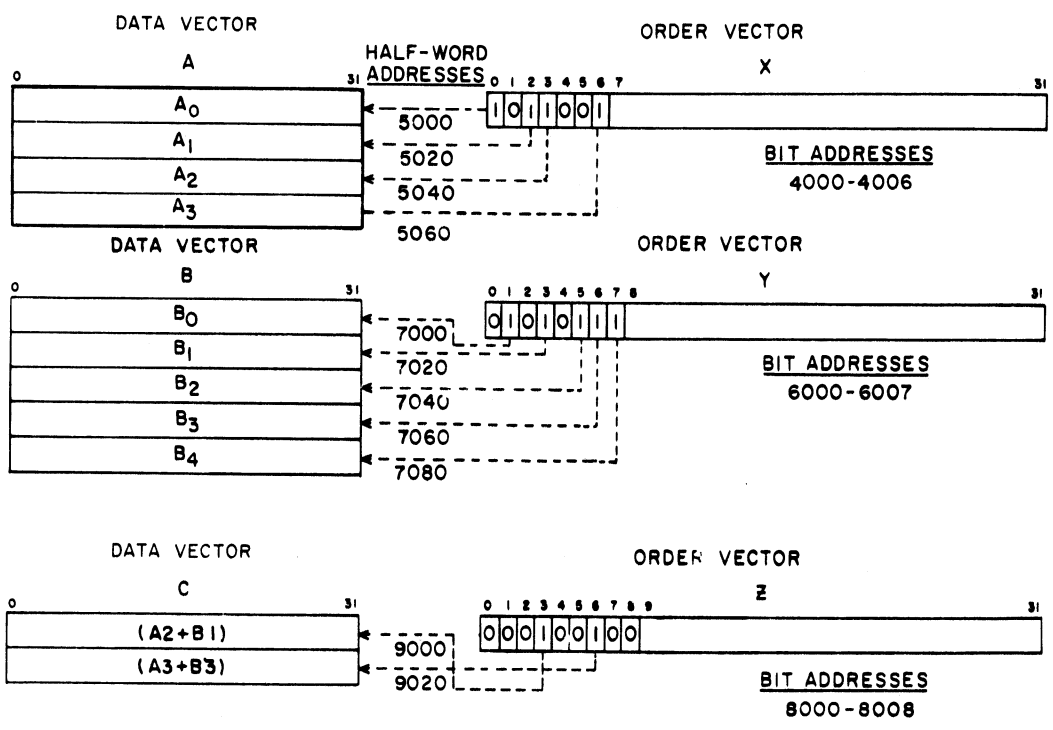 DATA VECTOR
A
0 31
A0
A1
A2
A3
HALF-WORD
ADDRESSES
5000
5020
5040
5060
ORDER VECTOR
X
0 1 2 3 4 5 6 7 31
1 0 1 1 0 0 1
BIT ADDRESSES
4000-4006
DATA VECTOR
B
0 31
B0
B1
B2
B3
B4
7000
7020
7040
7060
7080
ORDER VECTOR
Y
0 1 2 3 4 5 6 7 8 31
0 1 0 1 0 1 1 1
BIT ADDRESSES
6000-6007
DATA VECTOR
C
0 31
(A2+B1)
(A3+B3)
9000
9020
ORDER VECTOR
Z
0 1 2 3 4 5 6 7 8 9 31
0 0 0 1 0 0 1 0 0
BIT ADDRESSES
8000-8008